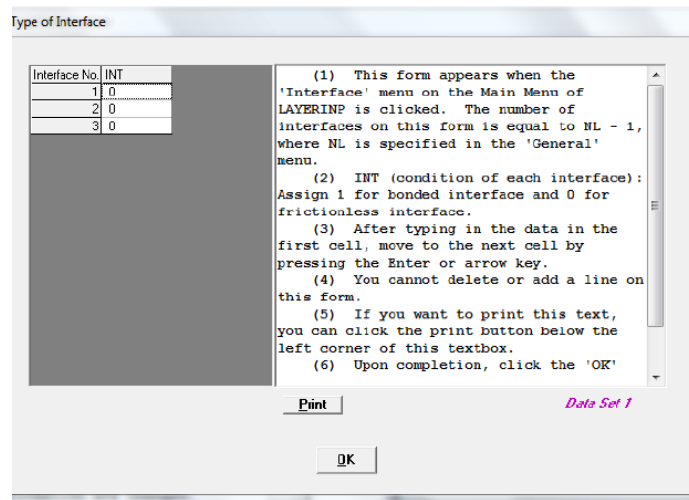 Type of Interface
Interface No. INT
1 0
2 0
3 0
(1) This form appears when the
'Interface' menu on the Main Menu of
LAYERINP is clicked. The number of
interfaces on this form is equal to NL - 1,
where NL is specified in the 'General'
menu.
(2) INT (condition of each interface):
Assign 1 for bonded interface and 0 for
frictionless interface.
(3) After typing in the data in the
first cell, move to the next cell by
pressing the Enter or arrow key.
(4) You cannot delete or add a line on
this form.
(5) If you want to print this text,
you can click the print button below the
left corner of this textbox.
(6) Upon completion, click the 'OK'
Print
Data Set 1
OK